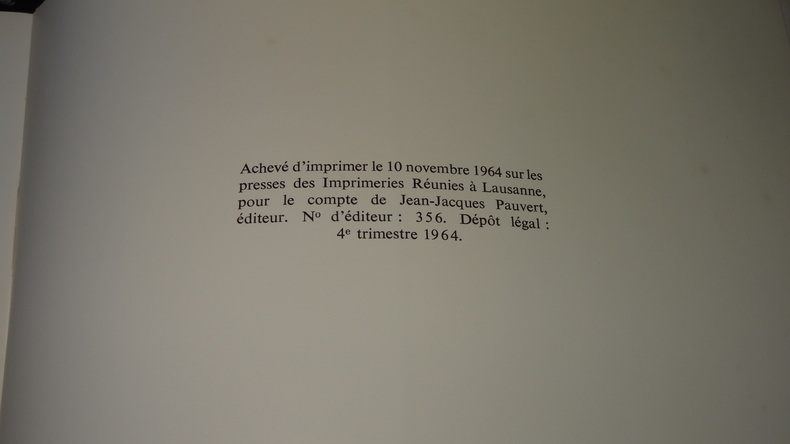 Achevé d'imprimer le 10 novembre 1964 sur les
presses des Imprimeries Réunies à Lausanne,
pour le compte de Jean-Jacques Pauvert,
éditeur. Nº d'éditeur : 356. Dépôt légal :
4e trimestre 1964.